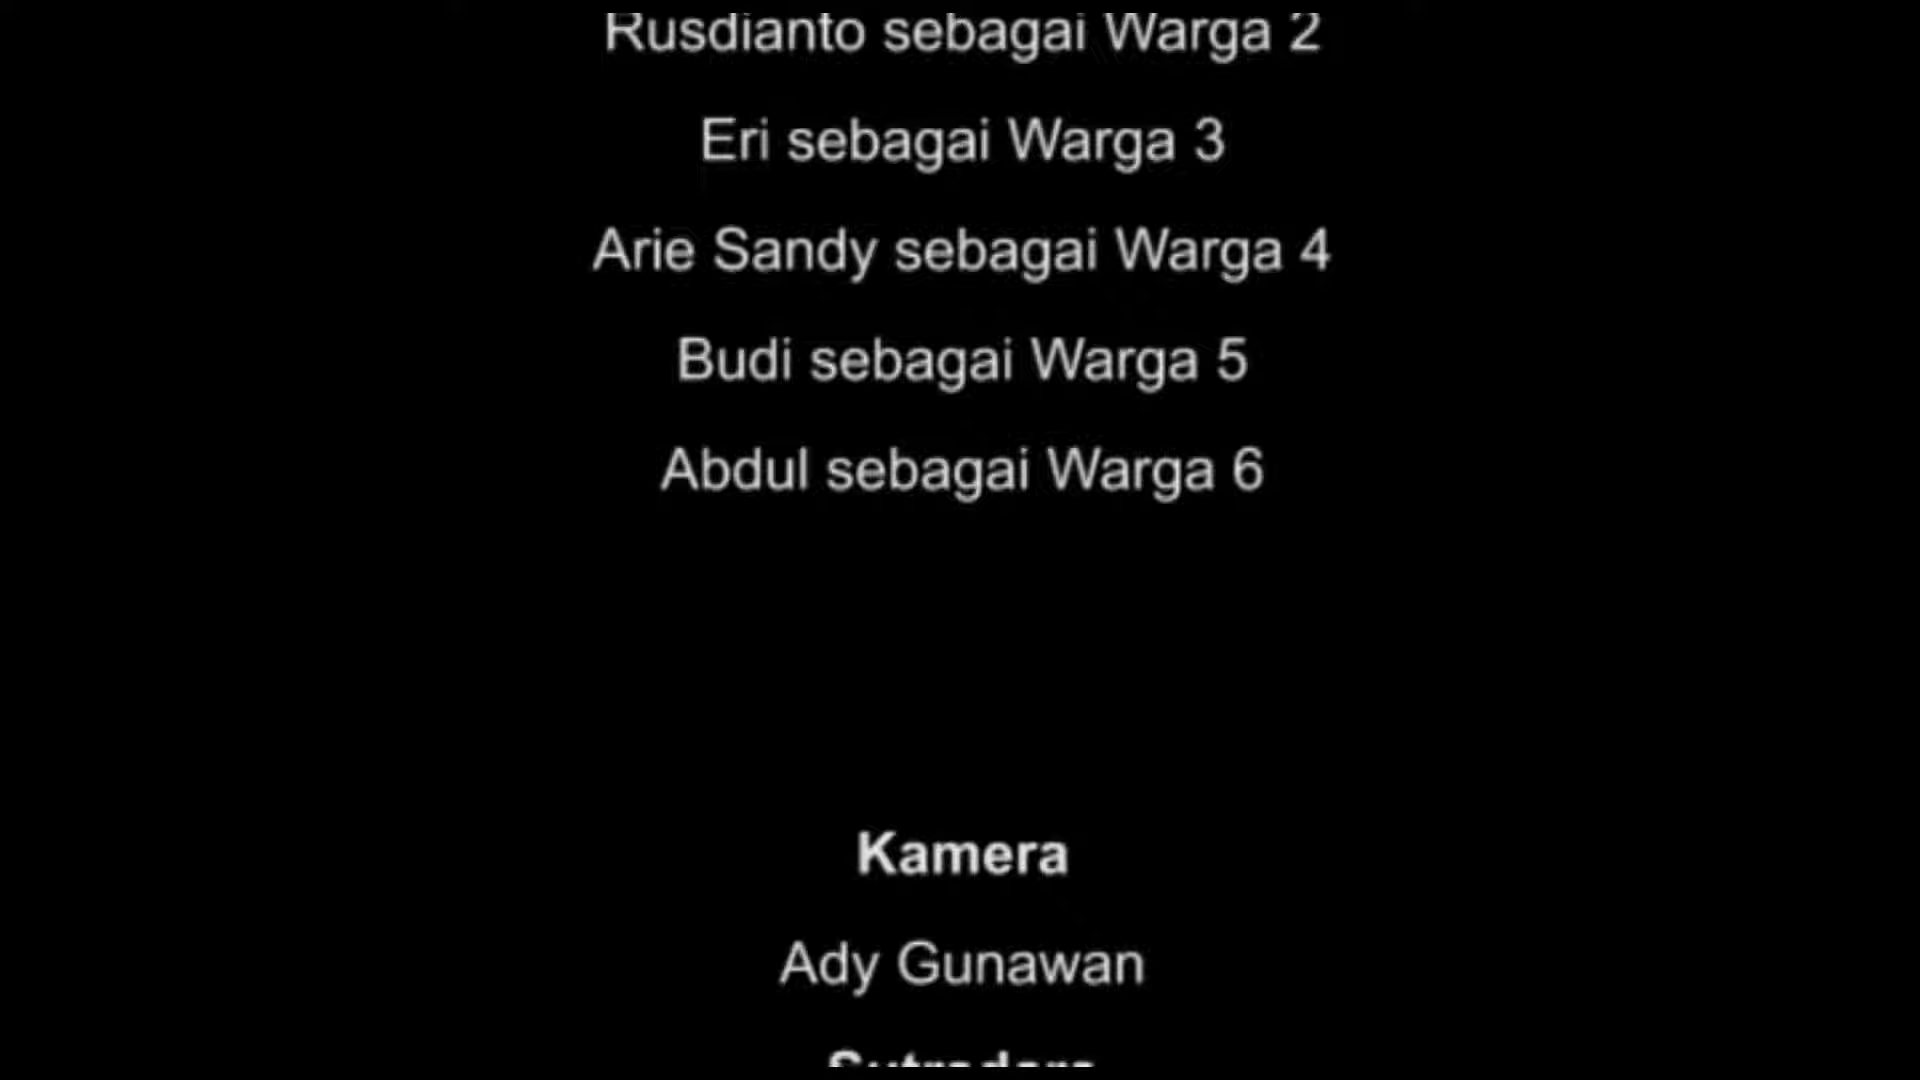 Rusdianto sebagai Warga 2
Eri sebagai Warga 3
Arie Sandy sebagai Warga 4
Budi sebagai Warga 5
Abdul sebagai Warga 6
Kamera
Ady Gunawan
Sutradara